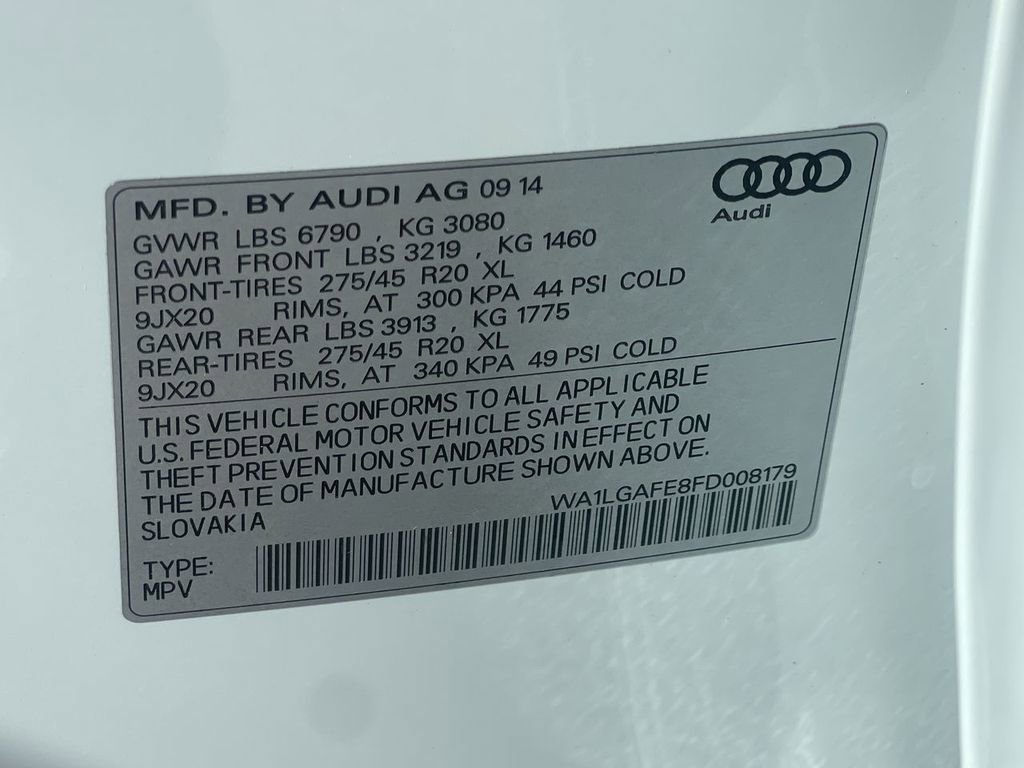 MFD. BY AUDI AG 09 14
Audi
GVWR LBS 6790 , KG 3080
GAWR FRONT LBS 3219 , KG 1460
FRONT-TIRES 275/45 R20 XL
9JX20 RIMS, AT 300 KPA 44 PSI COLD
GAWR REAR LBS 3913 , KG 1775
REAR-TIRES 275/45 R20 XL
9JX20 RIMS, AT 340 KPA 49 PSI COLD
THIS VEHICLE CONFORMS TO ALL APPLICABLE
U.S. FEDERAL MOTOR VEHICLE SAFETY AND
THEFT PREVENTION STANDARDS IN EFFECT ON
THE DATE OF MANUFACTURE SHOWN ABOVE.
SLOVAKIA
WA1LGAFE8FD008179
TYPE:
MPV